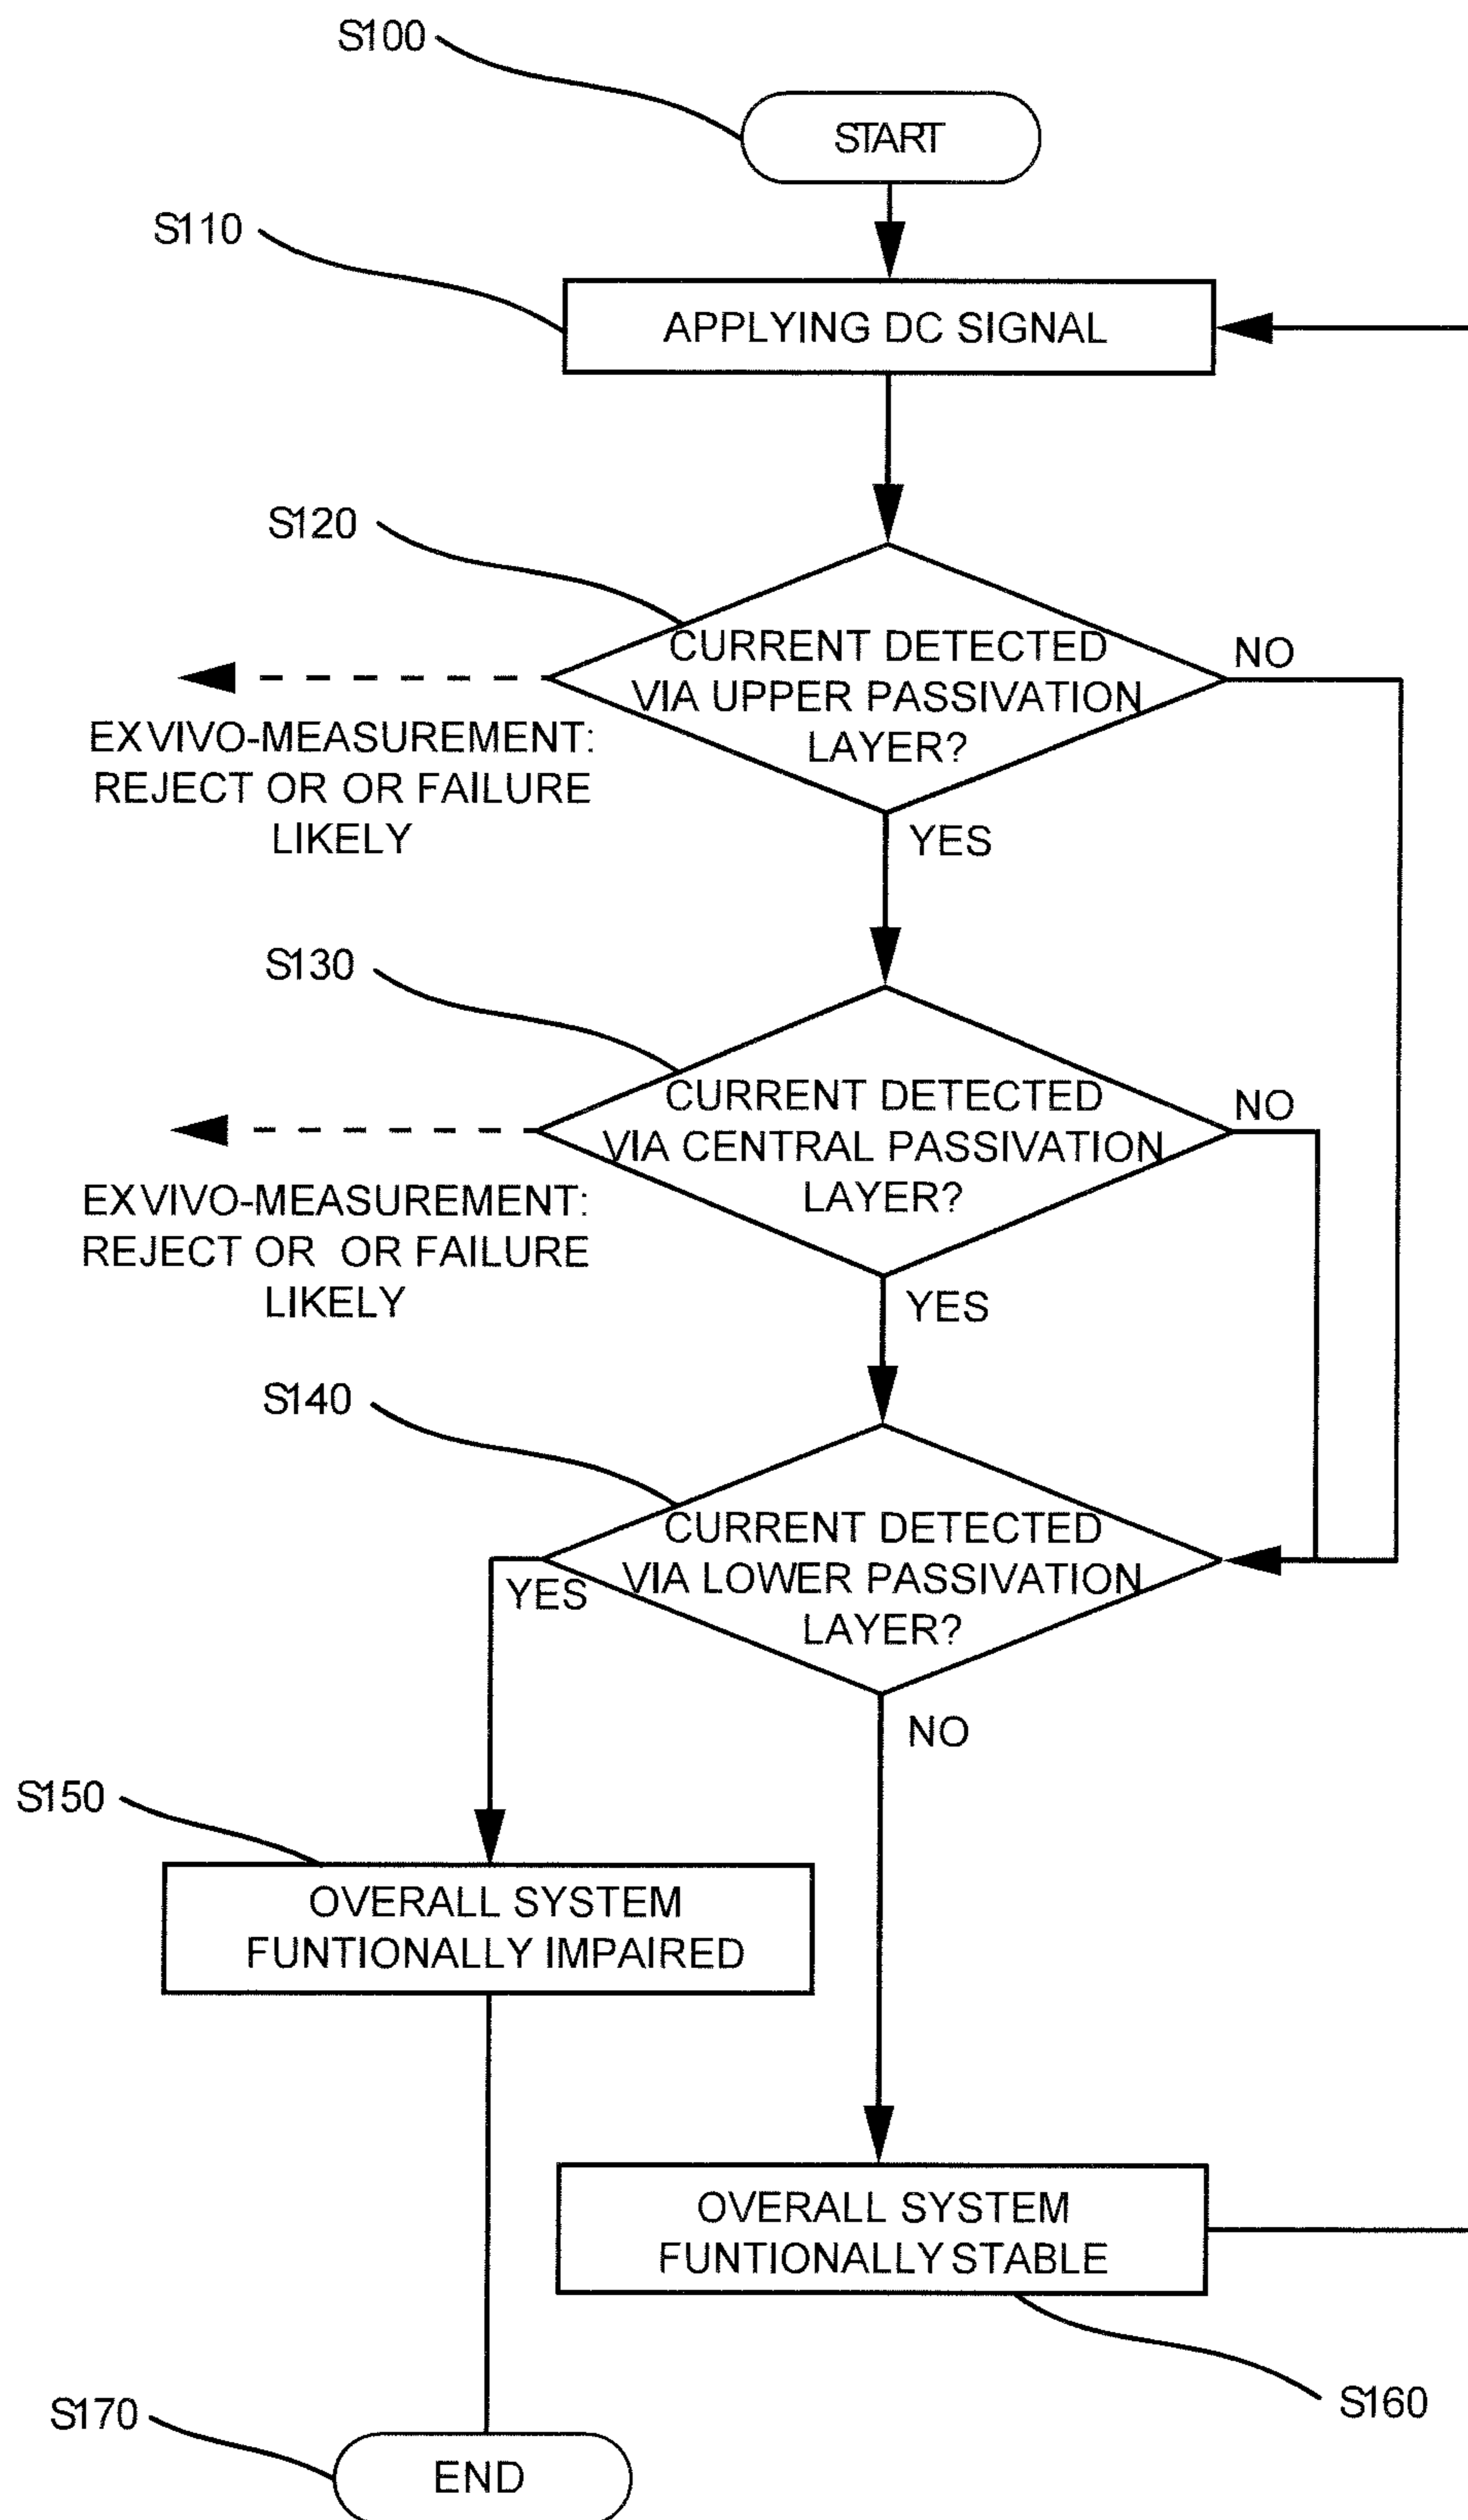 S100
START
S110
APPLYING DC SIGNAL
S120
CURRENT DETECTED
VIA UPPER PASSIVATION
LAYER?
NO
EXVIVO-MEASUREMENT:
REJECT OR OR FAILURE
LIKELY
YES
S130
CURRENT DETECTED
VIA CENTRAL PASSIVATION
LAYER?
NO
EXVIVO-MEASUREMENT:
REJECT OR OR FAILURE
LIKELY
YES
S140
CURRENT DETECTED
VIA LOWER PASSIVATION
LAYER?
YES
NO
S150
OVERALL SYSTEM
FUNTIONALLY IMPAIRED
OVERALL SYSTEM
FUNTIONALLY STABLE
S160
S170
END